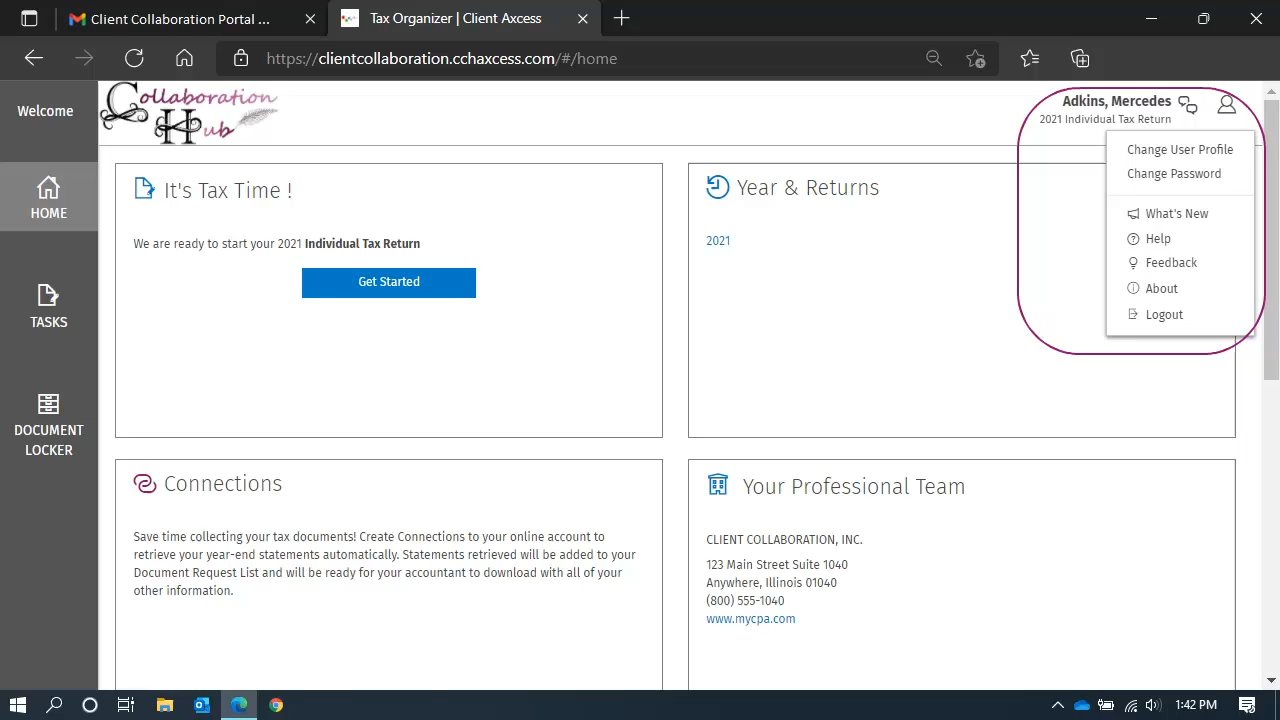 Client Collaboration Portal ...
Tax Organizer | Client Axcess
https://clientcollaboration.cchaxcess.com/#/home
Welcome
HOME
TASKS
DOCUMENT
LOCKER
Collaboration
Hub
Adkins, Mercedes
2021 Individual Tax Return
Change User Profile
Change Password
What's New
Help
Feedback
About
Logout
It's Tax Time !
We are ready to start your 2021 Individual Tax Return
Get Started
Year & Returns
2021
Connections
Save time collecting your tax documents! Create Connections to your online account to
retrieve your year-end statements automatically. Statements retrieved will be added to your
Document Request List and will be ready for your accountant to download with all of your
other information.
Your Professional Team
CLIENT COLLABORATION, INC.
123 Main Street Suite 1040
Anywhere, Illinois 01040
(800) 555-1040
www.mycpa.com
1:42 PM